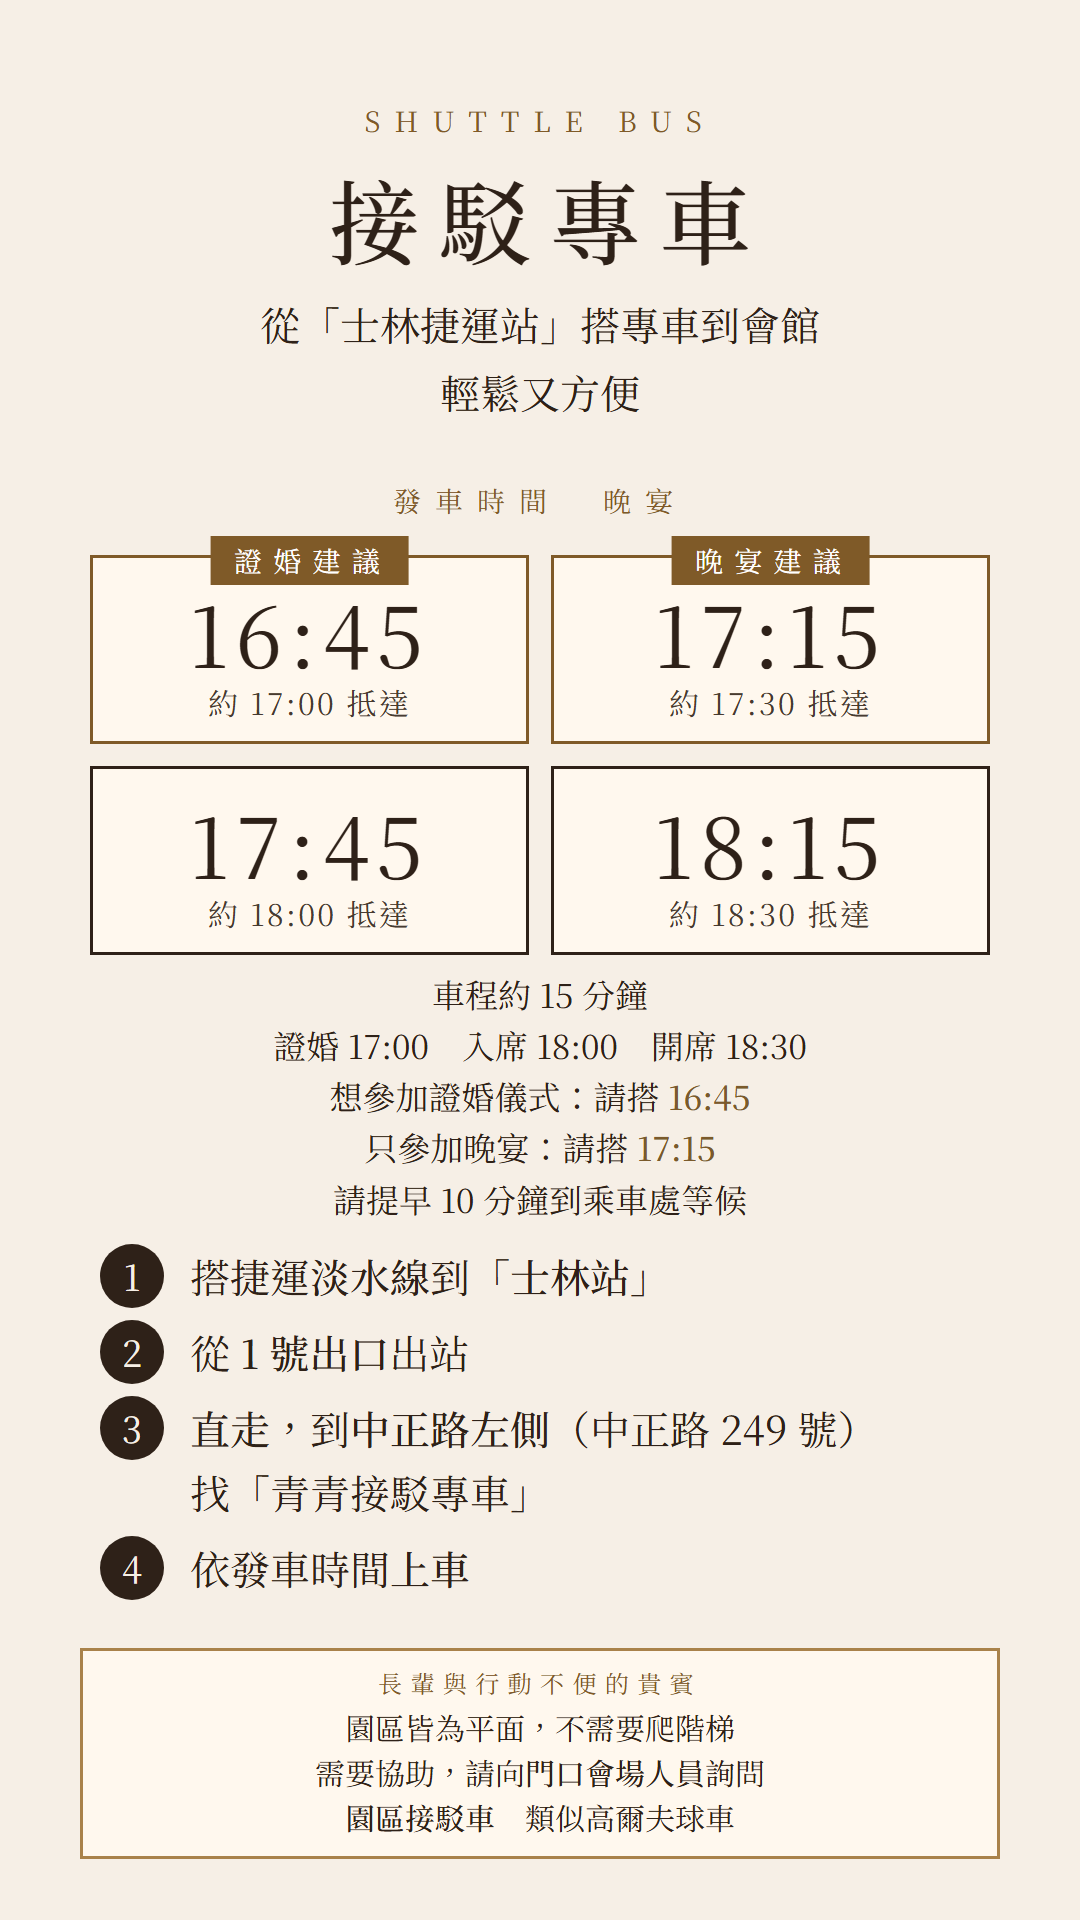 SHUTTLE BUS
接駁專車
從「士林捷運站」搭專車到會館
輕鬆又方便
發車時間　晚宴
證婚建議
16:45
約 17:00 抵達
晚宴建議
17:15
約 17:30 抵達
17:45
約 18:00 抵達
18:15
約 18:30 抵達
車程約 15 分鐘
證婚 17:00　入席 18:00　開席 18:30
想參加證婚儀式：請搭 16:45
只參加晚宴：請搭 17:15
請提早 10 分鐘到乘車處等候
1 搭捷運淡水線到「士林站」
2 從 1 號出口出站
3 直走，到中正路左側（中正路 249 號）
找「青青接駁專車」
4 依發車時間上車
長輩與行動不便的貴賓
園區皆為平面，不需要爬階梯
需要協助，請向門口會場人員詢問
園區接駁車　類似高爾夫球車